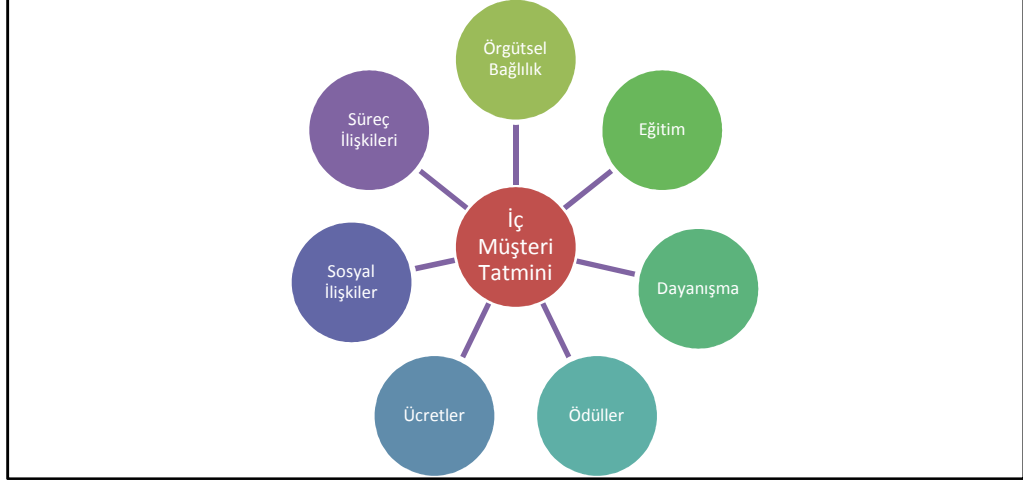 Örgütsel
Bağlılık
Eğitim
Dayanışma
Ödüller
Ücretler
Sosyal
İlişkiler
Süreç
İlişkileri
İç
Müşteri
Tatmini